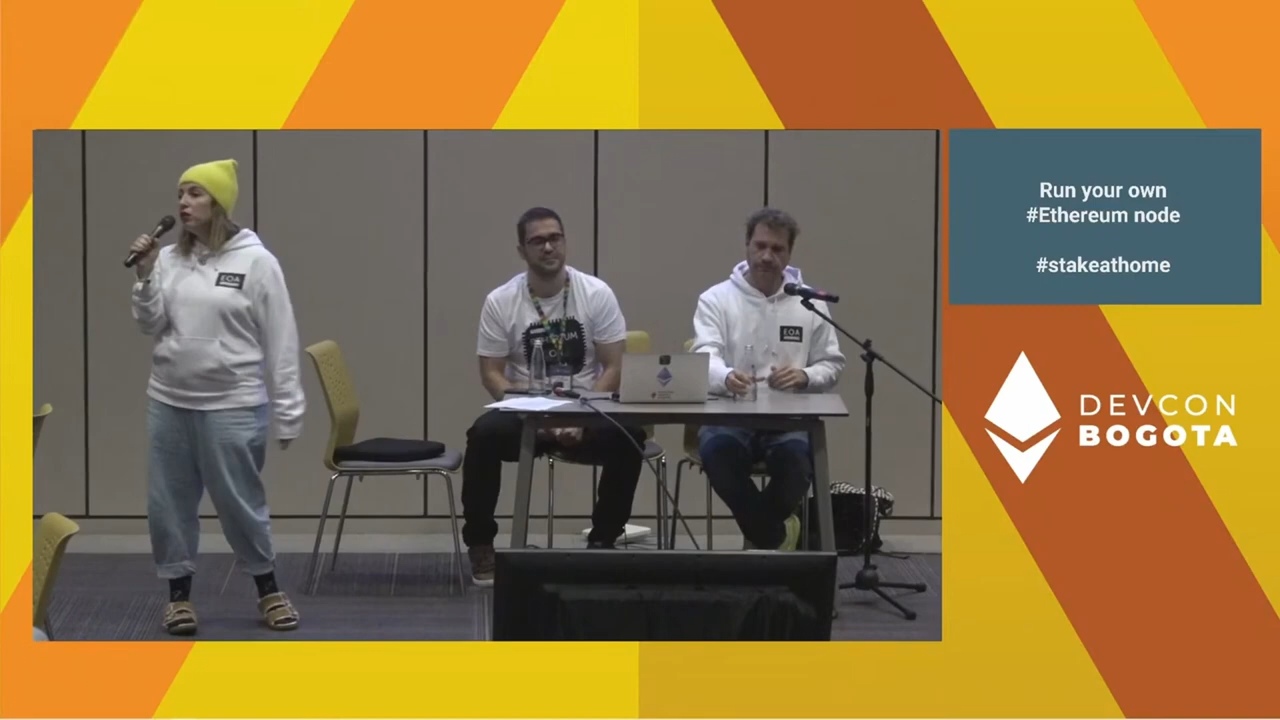 Run your own
#Ethereum node
#stakeathome
DEVCON
BOGOTA
EOA
EOA